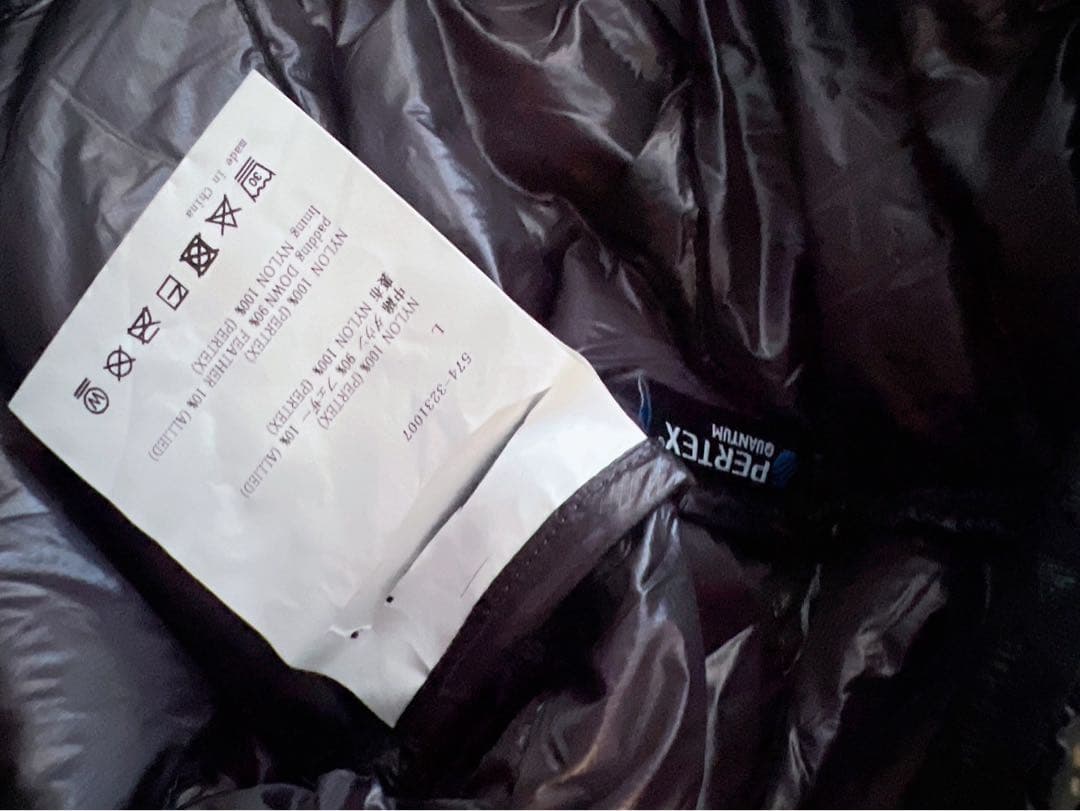 574-3231007
L
NYLON 100% (PERTEX)
中綿 ダウン 90% フェザー 10% (ALLIED)
裏布 NYLON 100% (PERTEX)
NYLON 100% (PERTEX)
padding DOWN 90% FEATHER 10% (ALLIED)
lining NYLON 100% (PERTEX)
30
W
made in China
PERTEX
QUANTUM